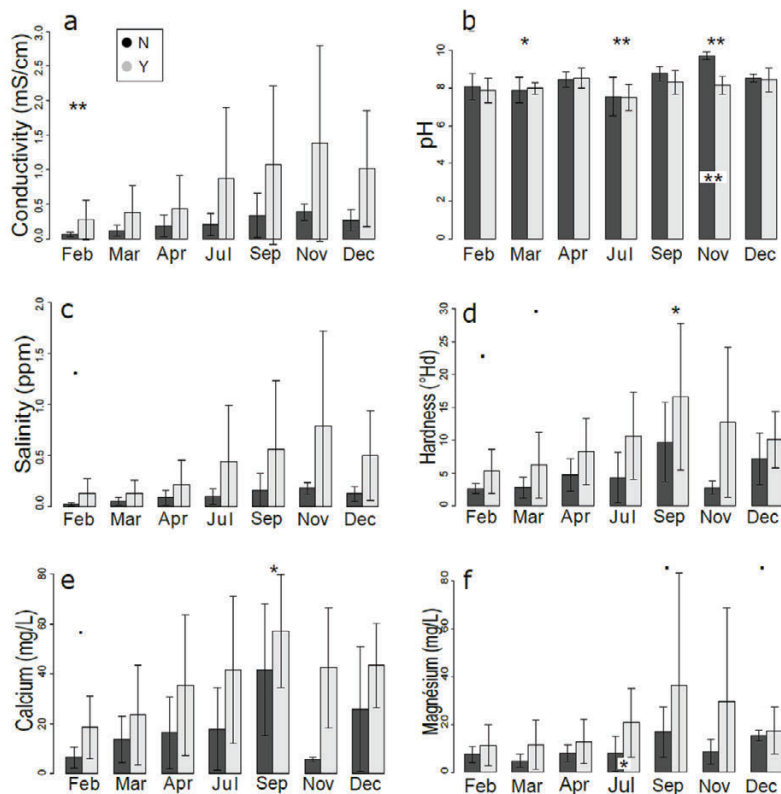 a
N
Y
**
Conductivity (mS/cm)
3.0
2.5
2.0
1.5
1.0
0.5
0.0
Feb Mar Apr Jul Sep Nov Dec
b
* ** **
pH
10
8
6
4
2
0
**
Feb Mar Apr Jul Sep Nov Dec
c
Salinity (ppm)
2.0
1.5
1.0
0.5
0.0
Feb Mar Apr Jul Sep Nov Dec
d
*
Hardness (°Hd)
30
25
20
15
10
5
0
Feb Mar Apr Jul Sep Nov Dec
e
*
Calcium (mg/L)
80
60
40
20
0
Feb Mar Apr Jul Sep Nov Dec
f
Magnésium (mg/L)
80
60
40
20
0
*
Feb Mar Apr Jul Sep Nov Dec